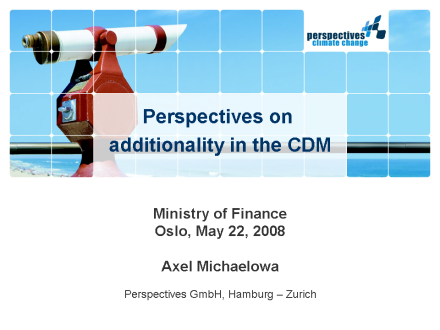 perspectives
climate change
Perspectives on
additionality in the CDM
Ministry of Finance
Oslo, May 22, 2008
Axel Michaelowa
Perspectives GmbH, Hamburg – Zurich